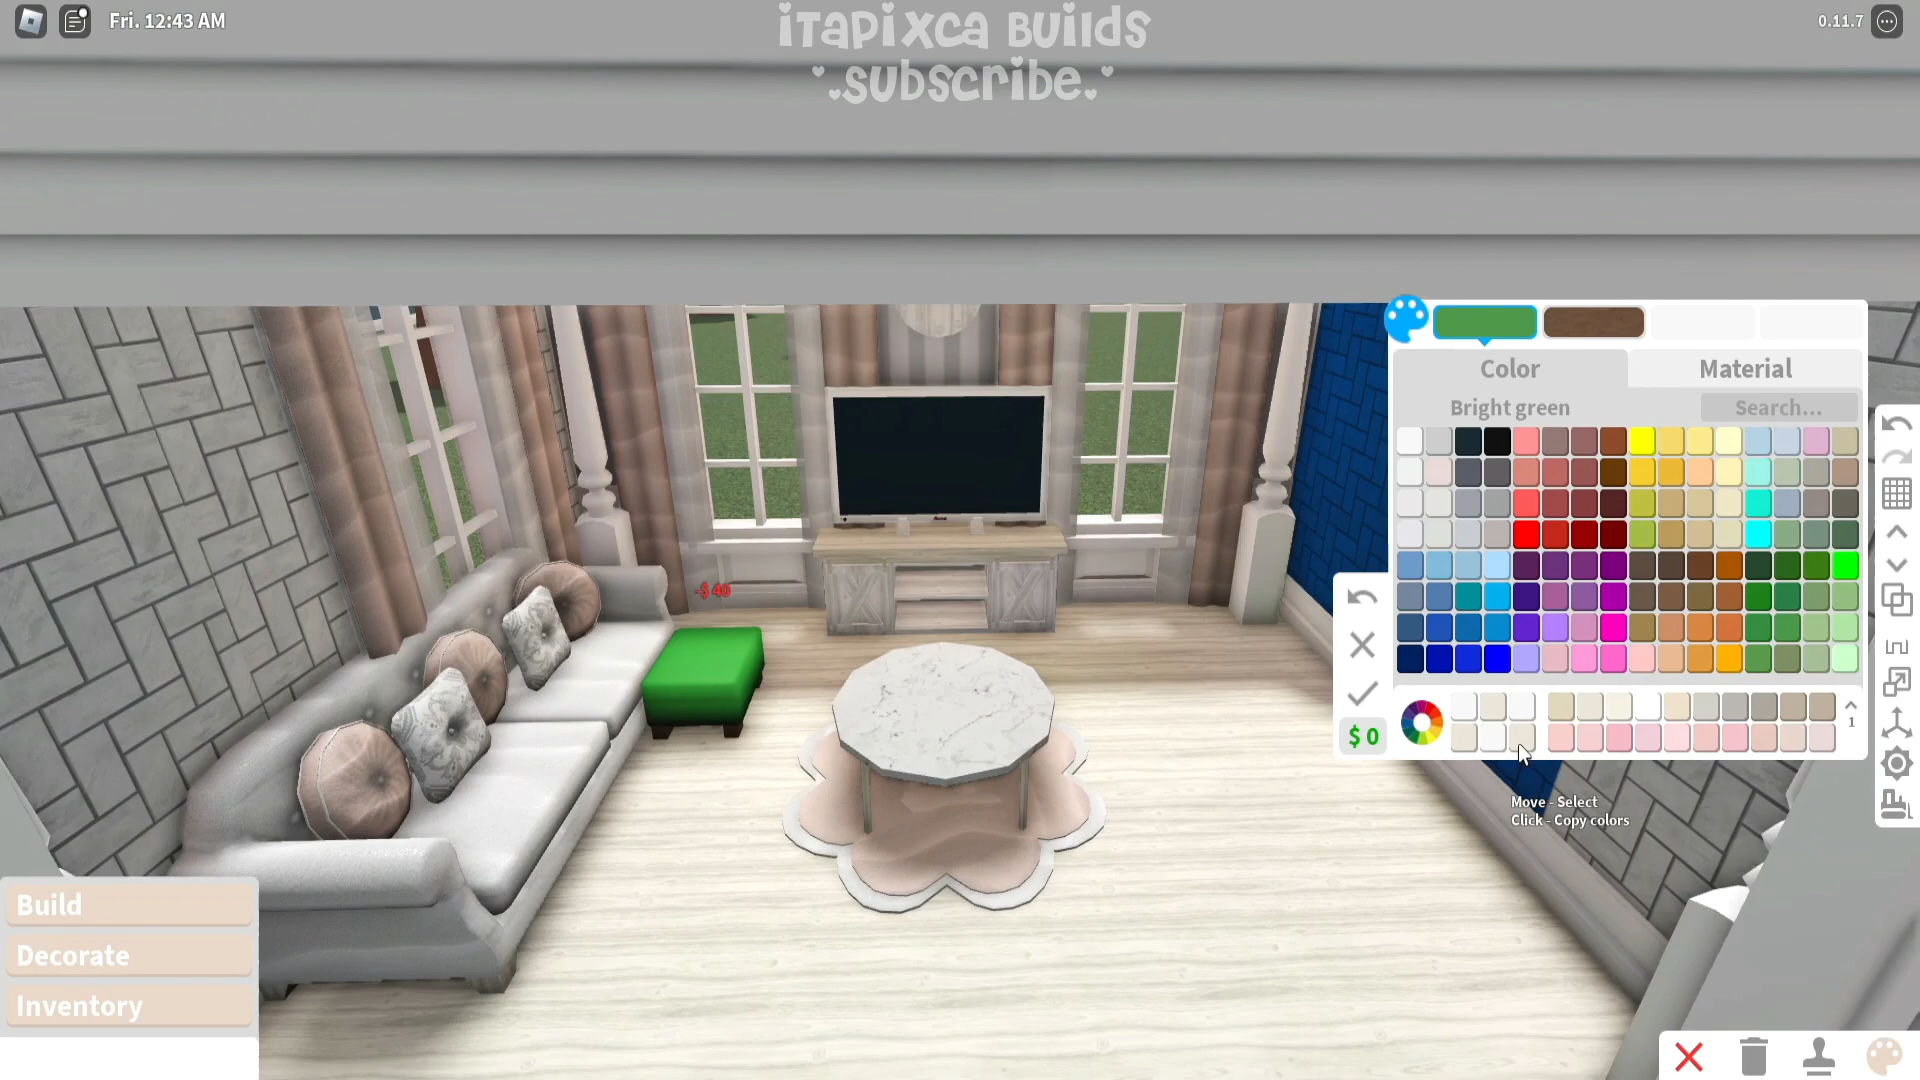 Fri. 12:43 AM
iTapixca Builds
subscribe.
0.11.7
-$ 40
Color
Material
Bright green
Search...
$ 0
1
Move - Select
Click - Copy colors
Build
Decorate
Inventory